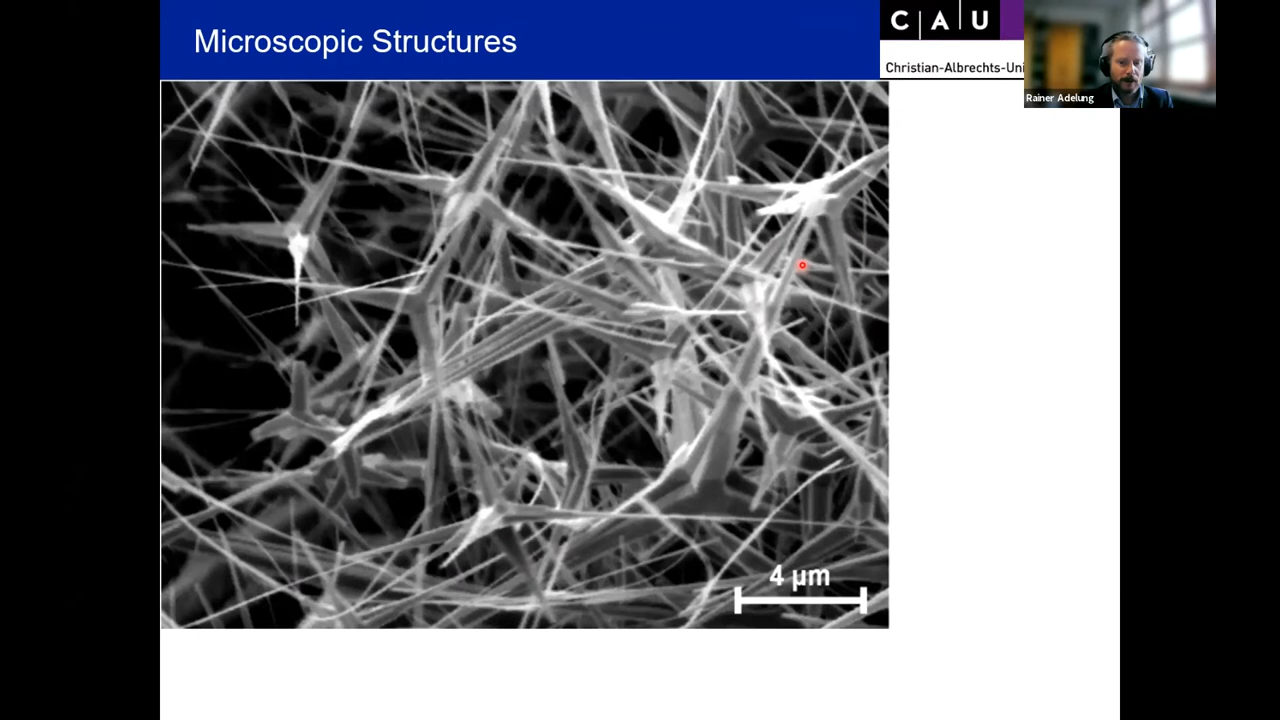 Microscopic Structures
C A U
Christian-Albrechts-Uni
Rainer Adelung
4 µm